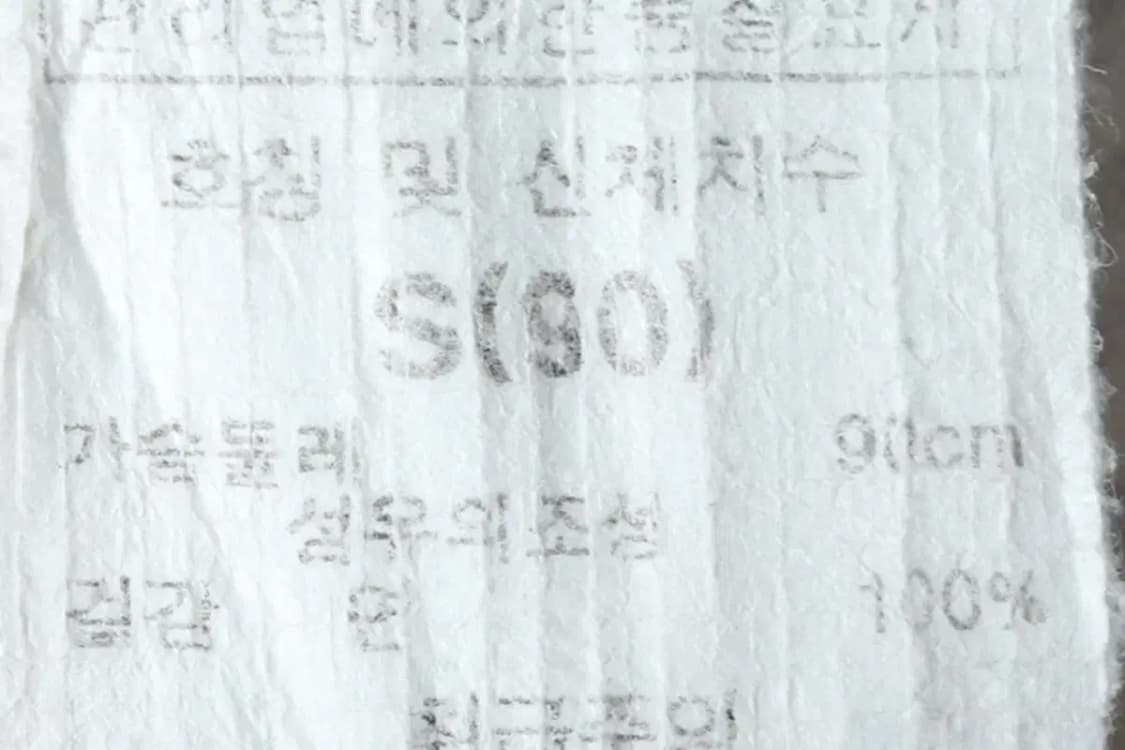 호칭 및 신체치수
S(90)
가슴둘레 90cm
섬유의조성
겉감 면 100%